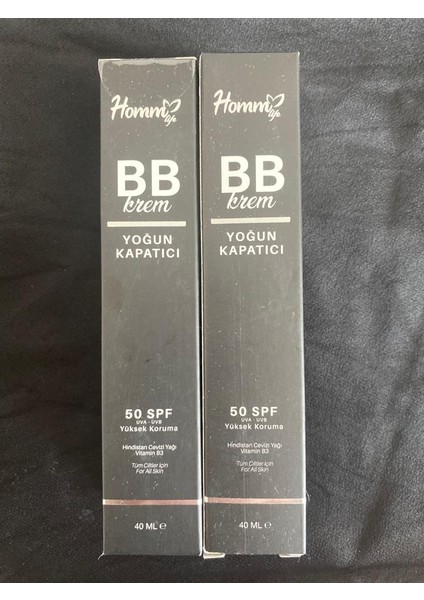 Homm life
BB
krem
YOĞUN
KAPATICI
50 SPF
UVA - UVB
Yüksek Koruma
Hindistan Cevizi Yağı
Vitamin B3
Tüm Ciltler İçin
For All Skin
40 ML ℮
Homm life
BB
krem
YOĞUN
KAPATICI
50 SPF
UVA - UVB
Yüksek Koruma
Hindistan Cevizi Yağı
Vitamin B3
Tüm Ciltler İçin
For All Skin
40 ML ℮